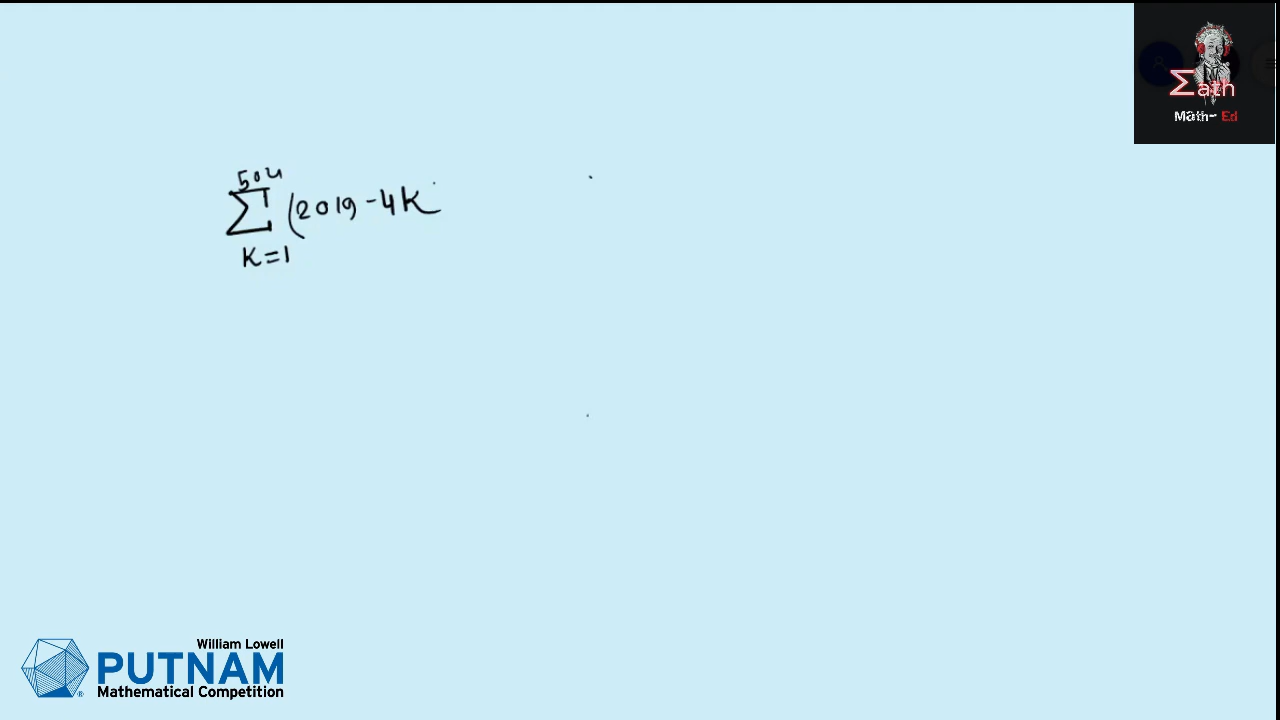 Σath
Math- Ed
504
∑ (2019 - 4K
K=1
William Lowell
PUTNAM
Mathematical Competition